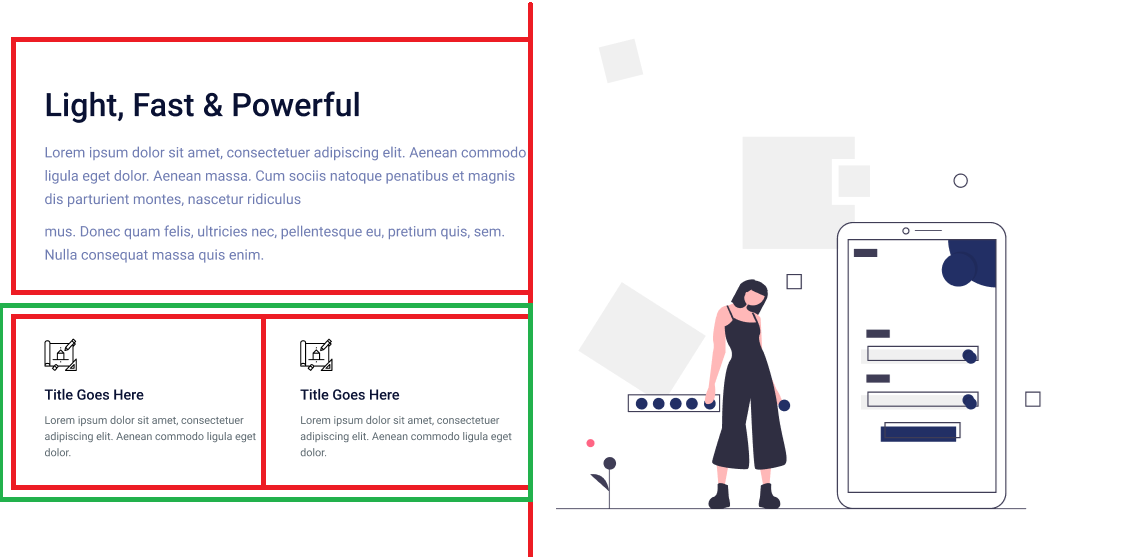 Light, Fast & Powerful
Lorem ipsum dolor sit amet, consectetuer adipiscing elit. Aenean commodo
ligula eget dolor. Aenean massa. Cum sociis natoque penatibus et magnis
dis parturient montes, nascetur ridiculus
mus. Donec quam felis, ultricies nec, pellentesque eu, pretium quis, sem.
Nulla consequat massa quis enim.
Title Goes Here
Lorem ipsum dolor sit amet, consectetuer
adipiscing elit. Aenean commodo ligula eget
dolor.
Title Goes Here
Lorem ipsum dolor sit amet, consectetuer
adipiscing elit. Aenean commodo ligula eget
dolor.